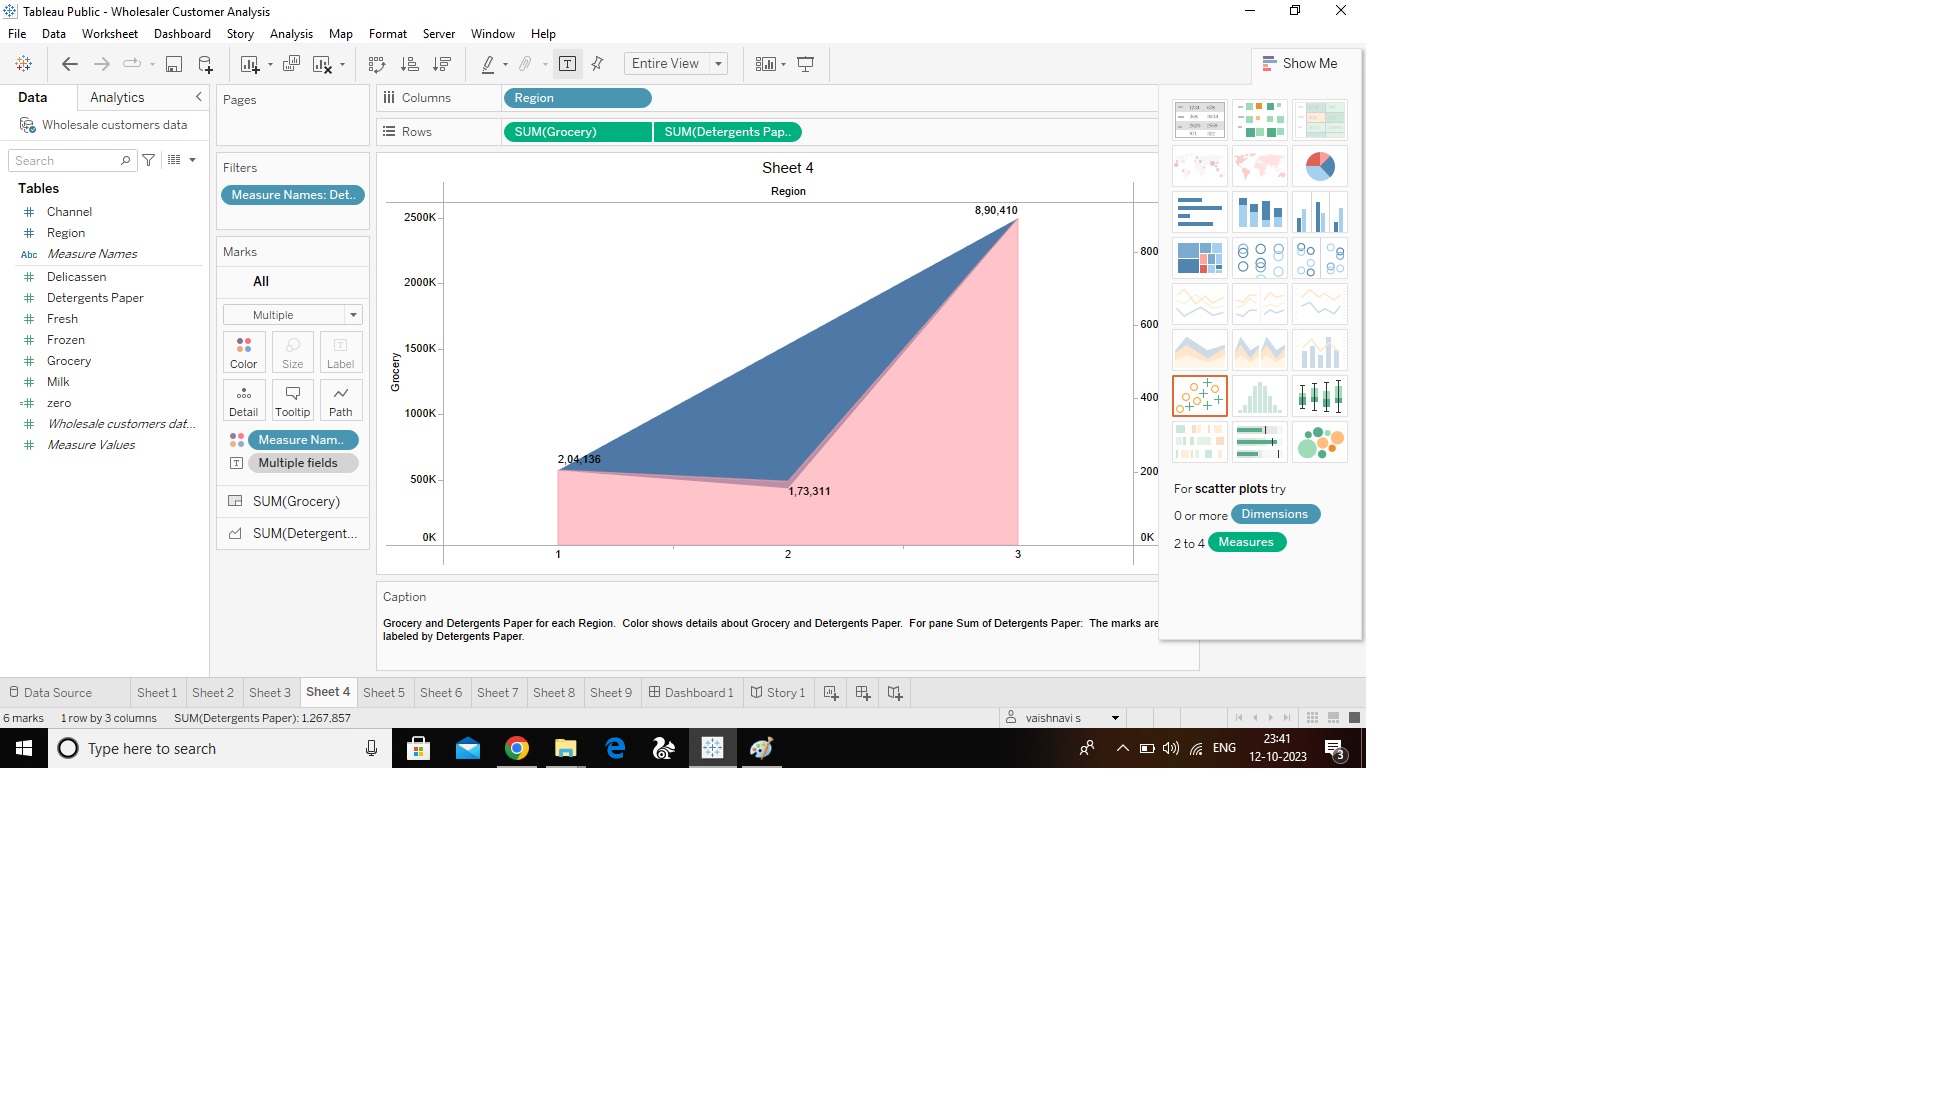 Tableau Public - Wholesaler Customer Analysis
File Data Worksheet Dashboard Story Analysis Map Format Server Window Help
Entire View
Show Me
Data Analytics
Wholesale customers data
Search
Tables
Channel
Region
Abc Measure Names
Delicassen
Detergents Paper
Fresh
Frozen
Grocery
Milk
zero
Wholesale customers dat...
Measure Values
Pages
Filters
Measure Names: Det..
Marks
All
Multiple
Color Size Label
Detail Tooltip Path
Measure Nam..
Multiple fields
SUM(Grocery)
SUM(Detergent...
Columns Region
Rows SUM(Grocery) SUM(Detergents Pap..
Sheet 4
Region
Grocery
2500K
2000K
1500K
1000K
500K
0K
8,90,410
2,04,136
1,73,311
1 2 3
800
600
400
200
0K
Caption
Grocery and Detergents Paper for each Region. Color shows details about Grocery and Detergents Paper. For pane Sum of Detergents Paper: The marks are
labeled by Detergents Paper.
For scatter plots try
0 or more Dimensions
2 to 4 Measures
Data Source Sheet 1 Sheet 2 Sheet 3 Sheet 4 Sheet 5 Sheet 6 Sheet 7 Sheet 8 Sheet 9 Dashboard 1 Story 1
6 marks 1 row by 3 columns SUM(Detergents Paper): 1,267,857
vaishnavi s
Type here to search
ENG
23:41
12-10-2023
3